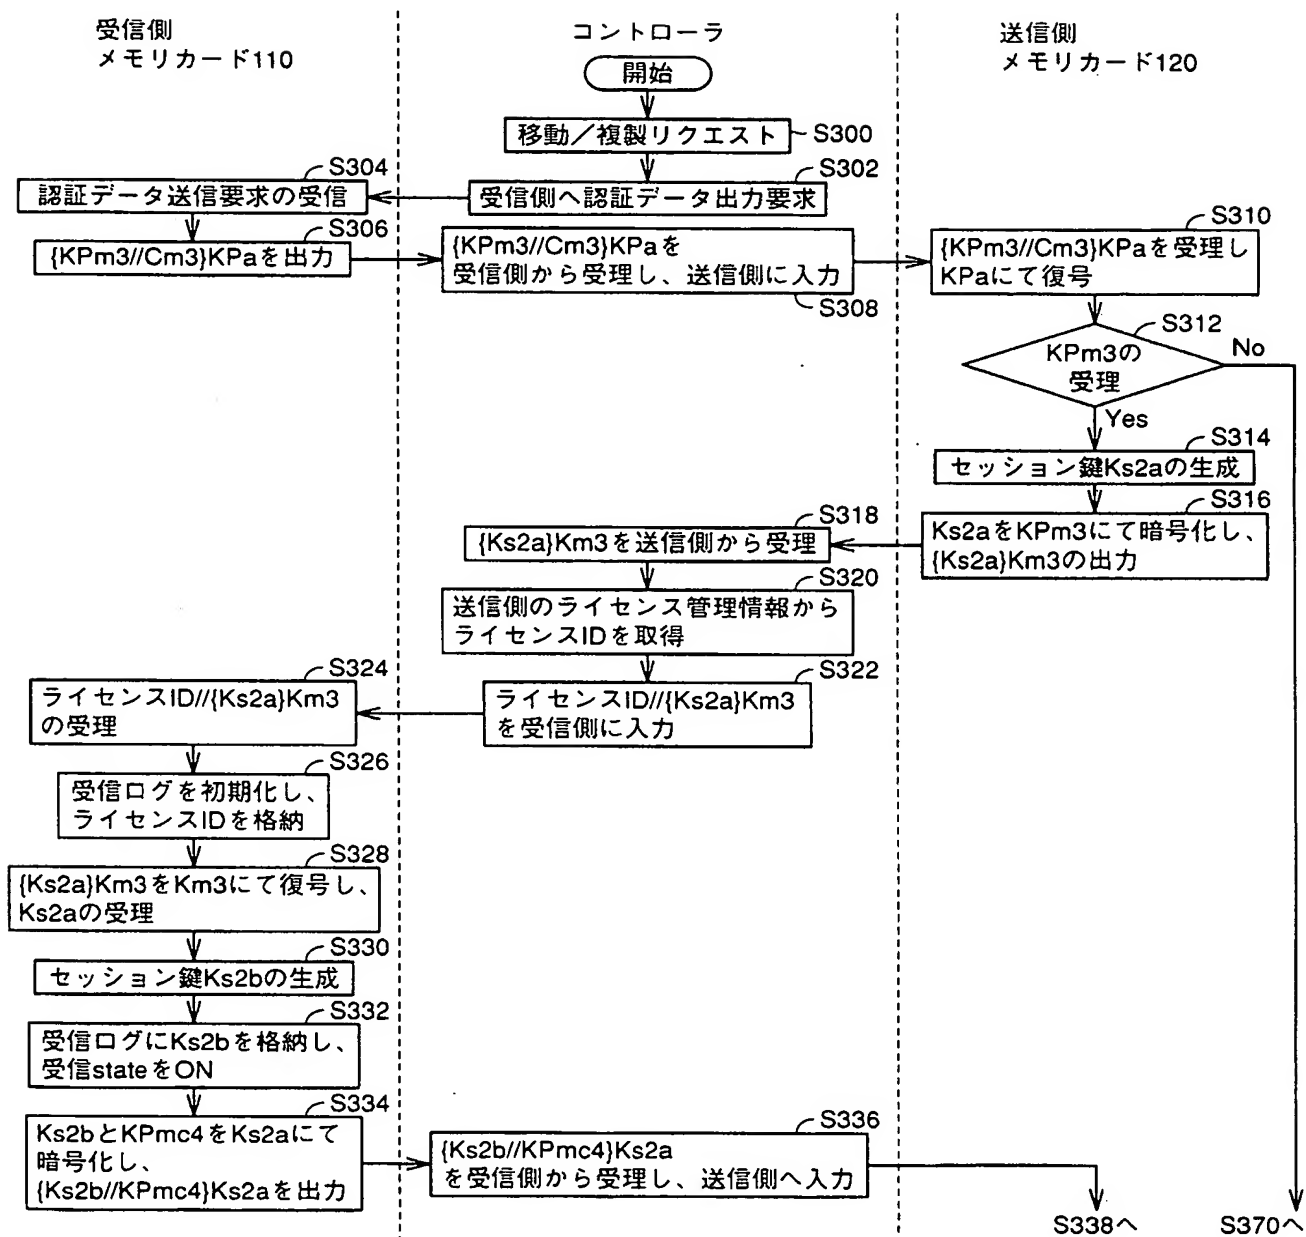 受信側
メモリカード110
コントローラ
送信側
メモリカード120
開始
移動/複製リクエスト
S300
S304
認証データ送信要求の受信
S302
受信側へ認証データ出力要求
S306
{KPm3//Cm3}KPaを出力
{KPm3//Cm3}KPaを
受信側から受理し、送信側に入力
S308
S310
{KPm3//Cm3}KPaを受理し
KPaにて復号
S312
KPm3の
受理
No
Yes
S314
セッション鍵Ks2aの生成
S316
Ks2aをKPm3にて暗号化し、
{Ks2a}Km3の出力
S318
{Ks2a}Km3を送信側から受理
S320
送信側のライセンス管理情報から
ライセンスIDを取得
S322
ライセンスID//{Ks2a}Km3
を受信側に入力
S324
ライセンスID//{Ks2a}Km3
の受理
S326
受信ログを初期化し、
ライセンスIDを格納
S328
{Ks2a}Km3をKm3にて復号し、
Ks2aの受理
S330
セッション鍵Ks2bの生成
S332
受信ログにKs2bを格納し、
受信stateをON
S334
Ks2bとKPmc4をKs2aにて
暗号化し、
{Ks2b//KPmc4}Ks2aを出力
S336
{Ks2b//KPmc4}Ks2a
を受信側から受理し、送信側へ入力
S338へ
S370へ